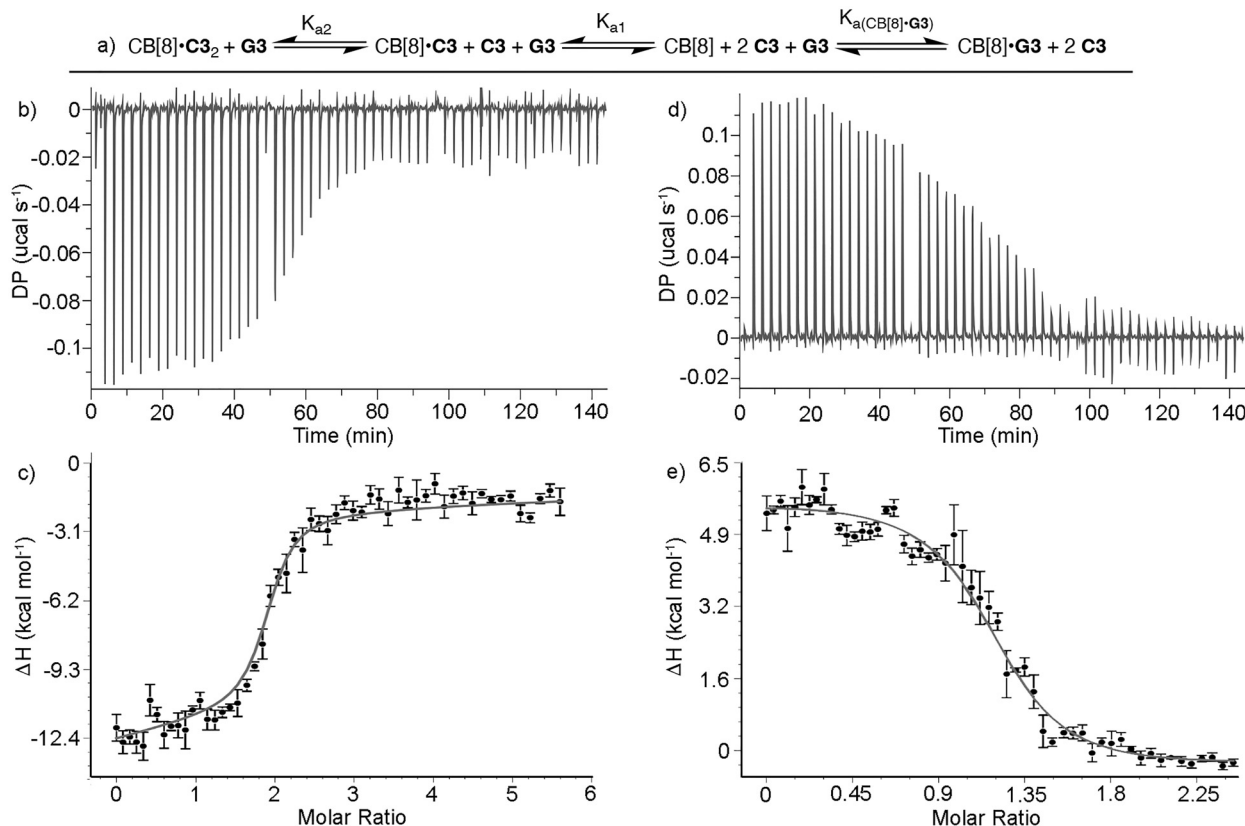 K_a2 K_a1 K_a(CB[8]•G3)
a) CB[8]•C3₂ + G3 CB[8]•C3 + C3 + G3 CB[8] + 2 C3 + G3 CB[8]•G3 + 2 C3
b)
0
-0.02
-0.04
-0.06
-0.08
-0.1
DP (ucal s⁻¹)
0 20 40 60 80 100 120 140
Time (min)
d)
0.1
0.08
0.06
0.04
0.02
0
-0.02
DP (ucal s⁻¹)
0 20 40 60 80 100 120 140
Time (min)
c)
0
-3.1
-6.2
-9.3
-12.4
ΔH (kcal mol⁻¹)
0 1 2 3 4 5 6
Molar Ratio
e)
6.5
4.9
3.2
1.6
0
ΔH (kcal mol⁻¹)
0 0.45 0.9 1.35 1.8 2.25
Molar Ratio